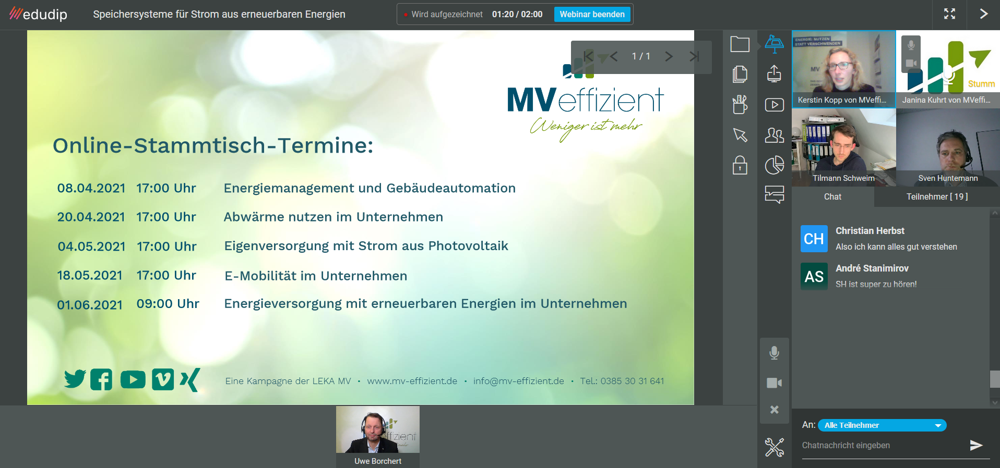 edudip
Speichersysteme für Strom aus erneuerbaren Energien
Wird aufgezeichnet 01:20 / 02:00 Webinar beenden
1 / 1
MVeffizient
Weniger ist mehr
Online-Stammtisch-Termine:
08.04.2021 17:00 Uhr Energiemanagement und Gebäudeautomation
20.04.2021 17:00 Uhr Abwärme nutzen im Unternehmen
04.05.2021 17:00 Uhr Eigenversorgung mit Strom aus Photovoltaik
18.05.2021 17:00 Uhr E-Mobilität im Unternehmen
01.06.2021 09:00 Uhr Energieversorgung mit erneuerbaren Energien im Unternehmen
Eine Kampagne der LEKA MV • www.mv-effizient.de • info@mv-effizient.de • Tel.: 0385 30 31 641
effizient
mehr
Uwe Borchert
ENERGIE: NUTZEN
STATT VERSCHWENDEN
MV
Kerstin Kopp von MVeffi...
Stumm
Janina Kuhrt von MVeffi...
Tilmann Schweim
Sven Huntemann
Chat
Teilnehmer [ 19 ]
CH
Christian Herbst
Also ich kann alles gut verstehen
AS
André Stanimirov
SH ist super zu hören!
An: Alle Teilnehmer
Chatnachricht eingeben